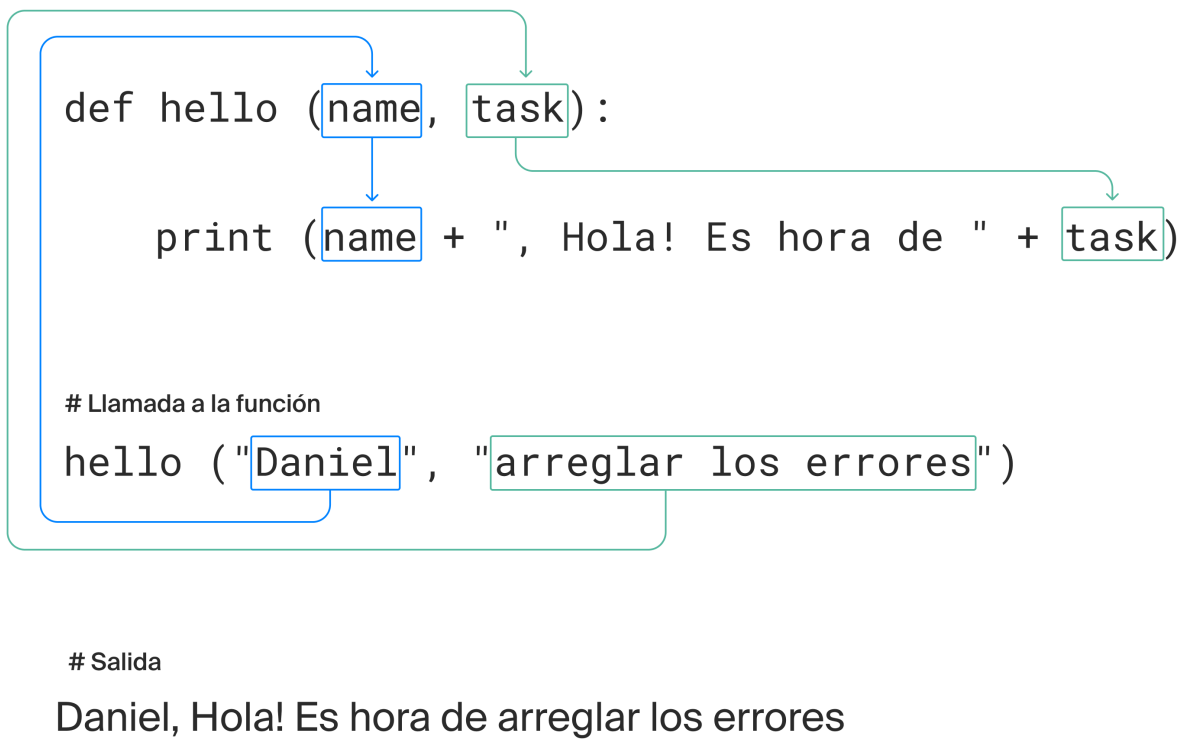 def hello (name, task):
print (name + ", Hola! Es hora de " + task)
# Llamada a la función
hello ("Daniel", "arreglar los errores")
# Salida
Daniel, Hola! Es hora de arreglar los errores